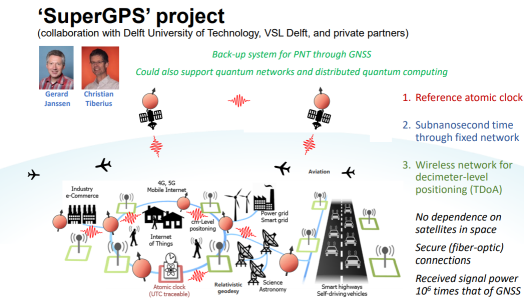 ‘SuperGPS’ project
(collaboration with Delft University of Technology, VSL Delft, and private partners)
Back-up system for PNT through GNSS
Could also support quantum networks and distributed quantum computing
Gerard
Janssen
Christian
Tiberius
1. Reference atomic clock
2. Subnanosecond time
through fixed network
3. Wireless network for
decimeter-level
positioning (TDoA)
No dependence on
satellites in space
Secure (fiber-optic)
connections
Received signal power
10⁶ times that of GNSS
Aviation
Industry
e-Commerce
4G, 5G
Mobile Internet
cm-Level
positoning
Power grid
Smart grid
Internet
of Things
Atomic clock
(UTC traceable)
Relativistic
geodesy
Science
Astronomy
Smart highways
Self-driving vehicles